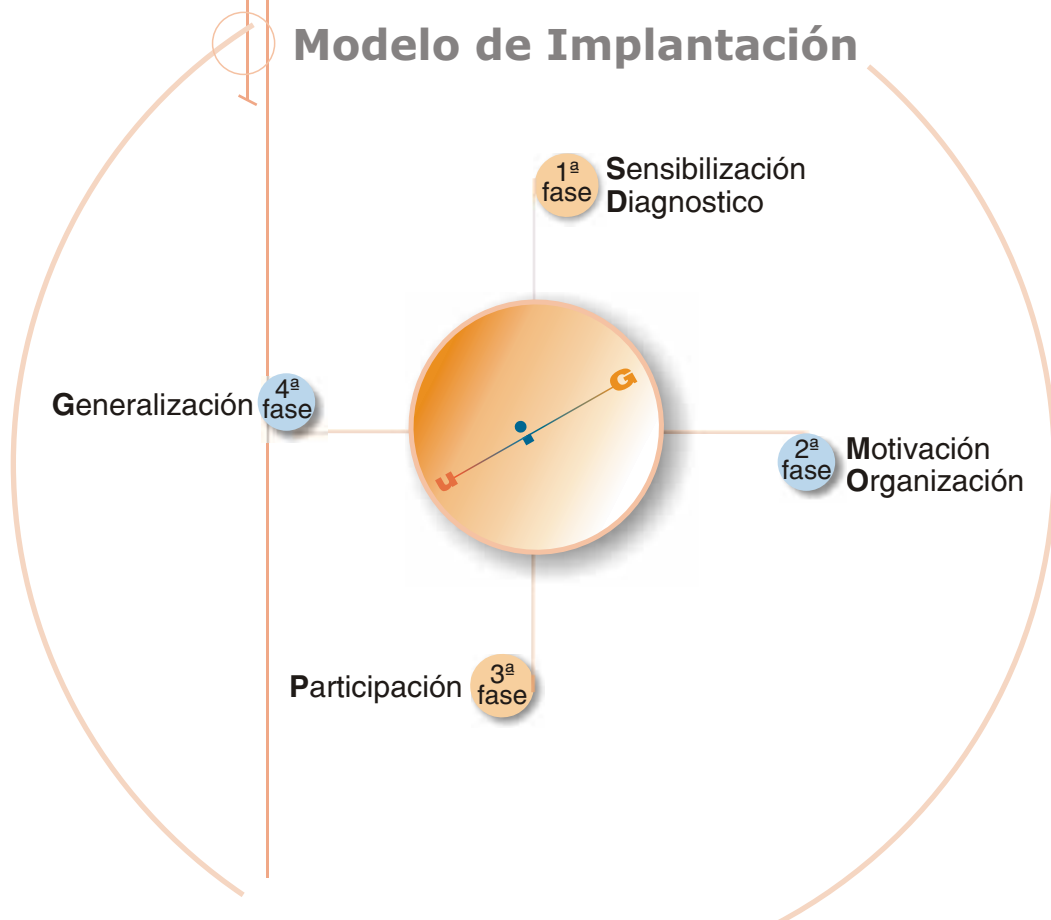 Modelo de Implantación
1ª
fase
Sensibilización
Diagnostico
4ª
fase
Generalización
2ª
fase
Motivación
Organización
3ª
fase
Participación
G
u